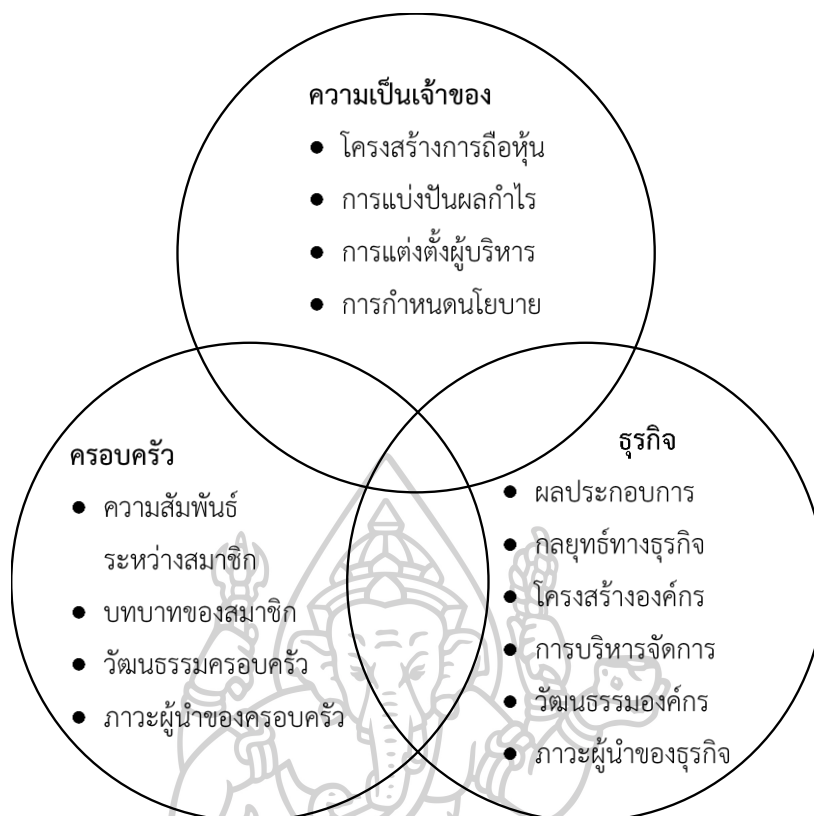 ความเป็นเจ้าของ
● โครงสร้างการถือหุ้น
● การแบ่งปันผลกำไร
● การแต่งตั้งผู้บริหาร
● การกำหนดนโยบาย
ครอบครัว
● ความสัมพันธ์
ระหว่างสมาชิก
● บทบาทของสมาชิก
● วัฒนธรรมครอบครัว
● ภาวะผู้นำของครอบครัว
ธุรกิจ
● ผลประกอบการ
● กลยุทธ์ทางธุรกิจ
● โครงสร้างองค์กร
● การบริหารจัดการ
● วัฒนธรรมองค์กร
● ภาวะผู้นำของธุรกิจ